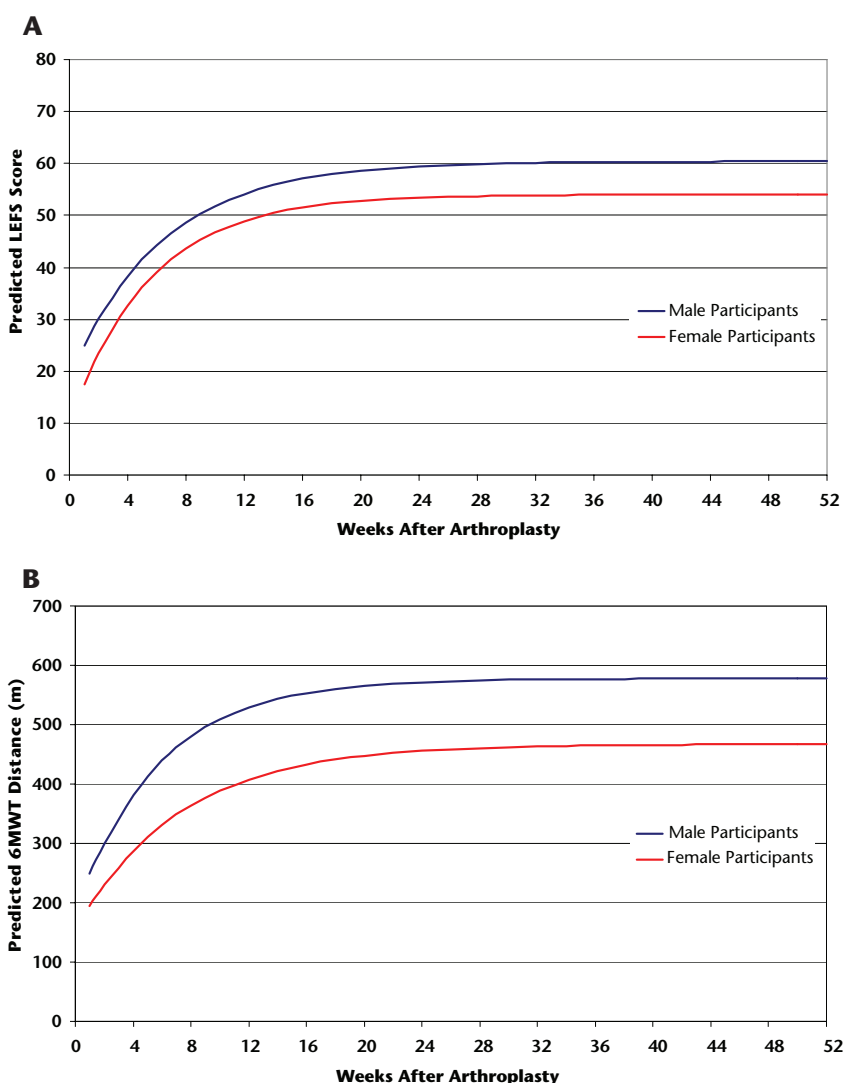 A
80
70
60
50
40
30
20
10
0
Predicted LEFS Score
Male Participants
Female Participants
0 4 8 12 16 20 24 28 32 36 40 44 48 52
Weeks After Arthroplasty
B
700
600
500
400
300
200
100
0
Predicted 6MWT Distance (m)
Male Participants
Female Participants
0 4 8 12 16 20 24 28 32 36 40 44 48 52
Weeks After Arthroplasty